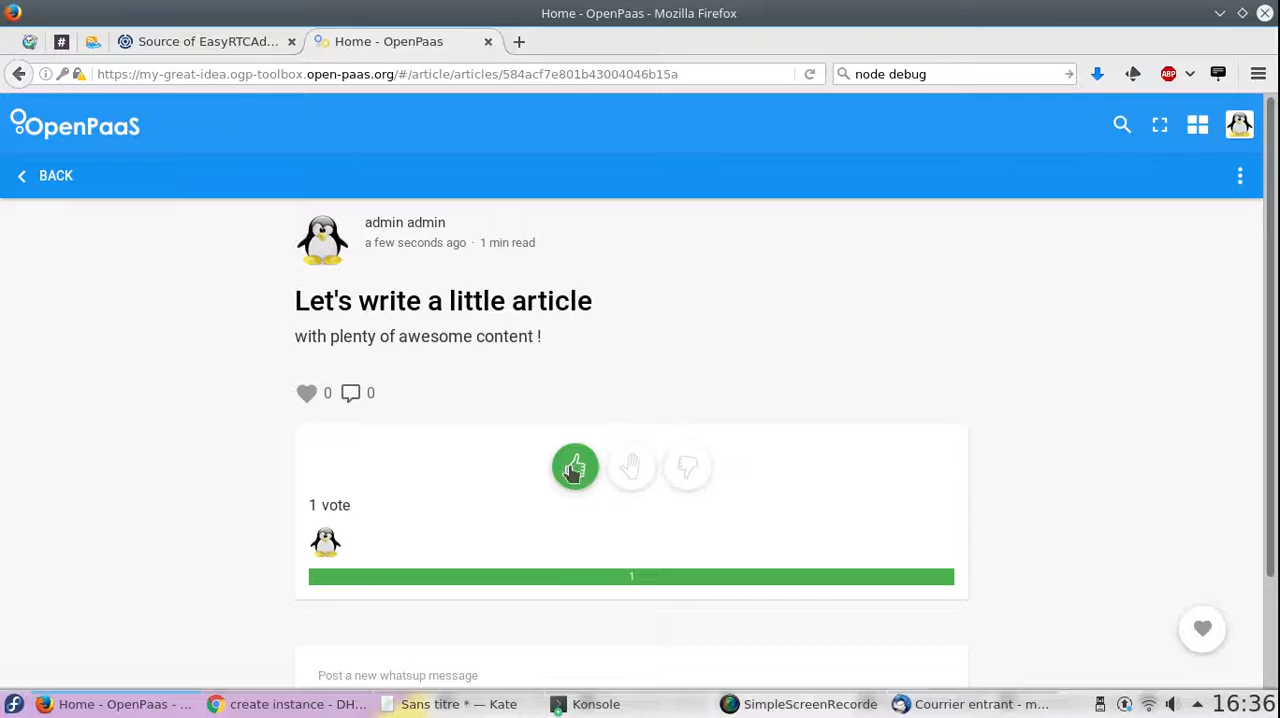 Home - OpenPaas - Mozilla Firefox
# Source of EasyRTCAd... Home - OpenPaas
https://my-great-idea.ogp-toolbox.open-paas.org/#/article/articles/584acf7e801b43004046b15a node debug ABP
OpenPaaS
BACK
admin admin
a few seconds ago · 1 min read
Let's write a little article
with plenty of awesome content !
0 0
1 vote
1
Post a new whatsup message
Home - OpenPaas - ... create instance - DH... Sans titre * — Kate Konsole SimpleScreenRecorde Courrier entrant - m... 16:36